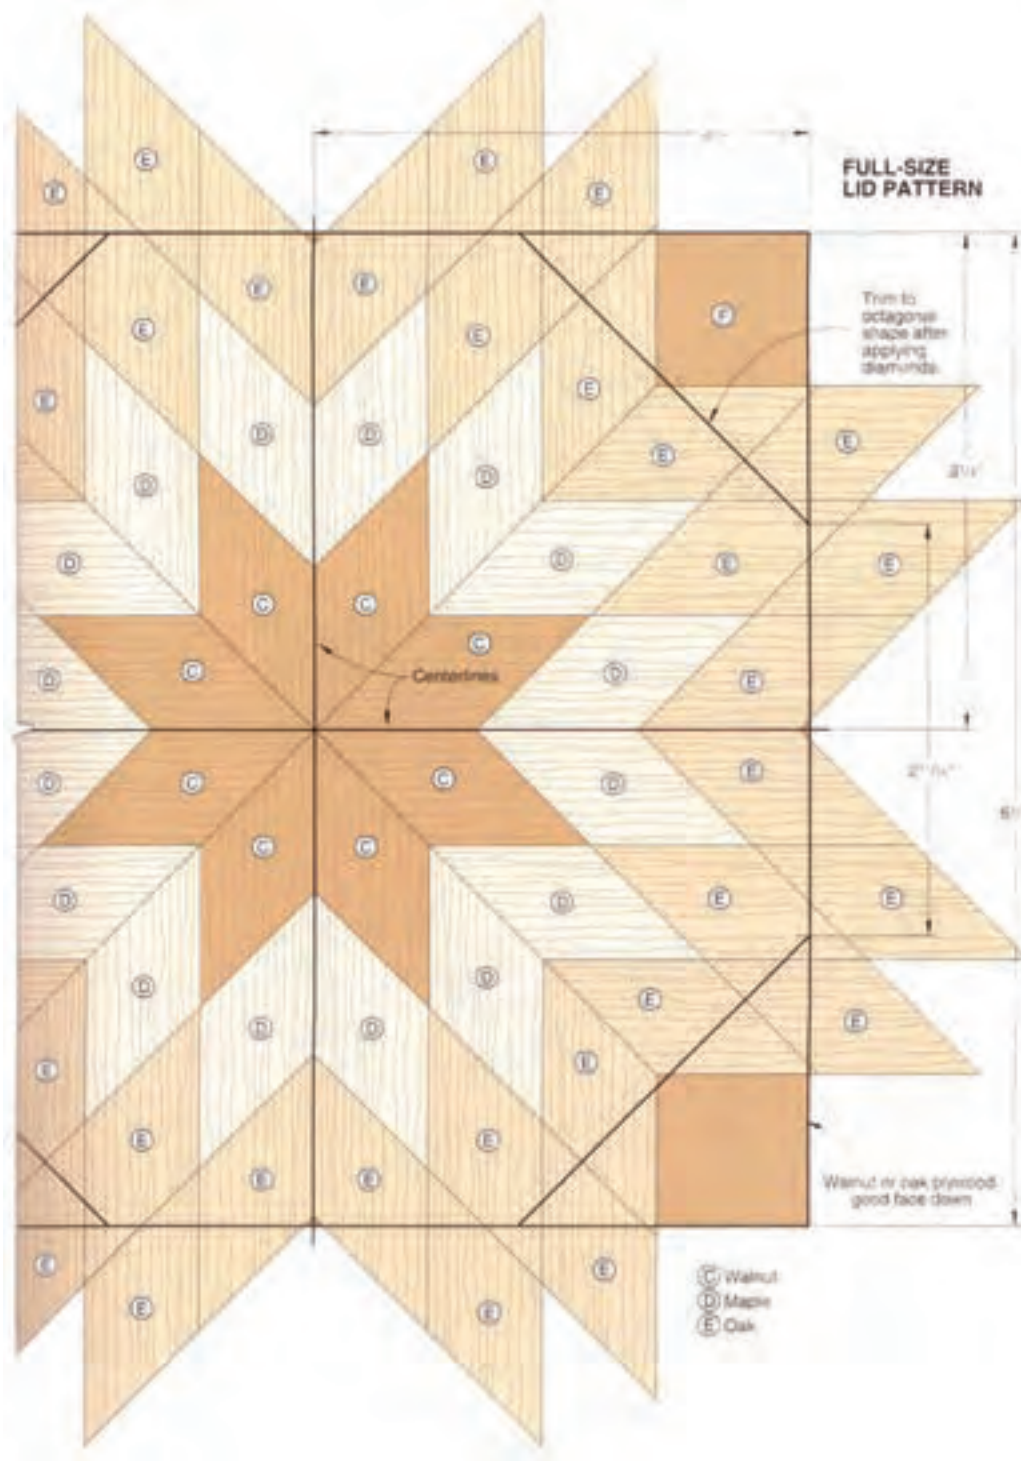 FULL-SIZE
LID PATTERN
E
E
E
E
Trim to
octagonal
shape after
applying
diamonds.
E
E
F
E
E
E
E
D
D
E
E
D
D
D
D
E
E
C
C
C
C
D
E
D
Centerlines
D
C
C
D
E
C
C
D
D
E
E
D
D
E
D
D
E
E
E
E
E
E
E
Walnut or oak plywood,
good face down
E
E
E
E
C Walnut
D Maple
E Oak